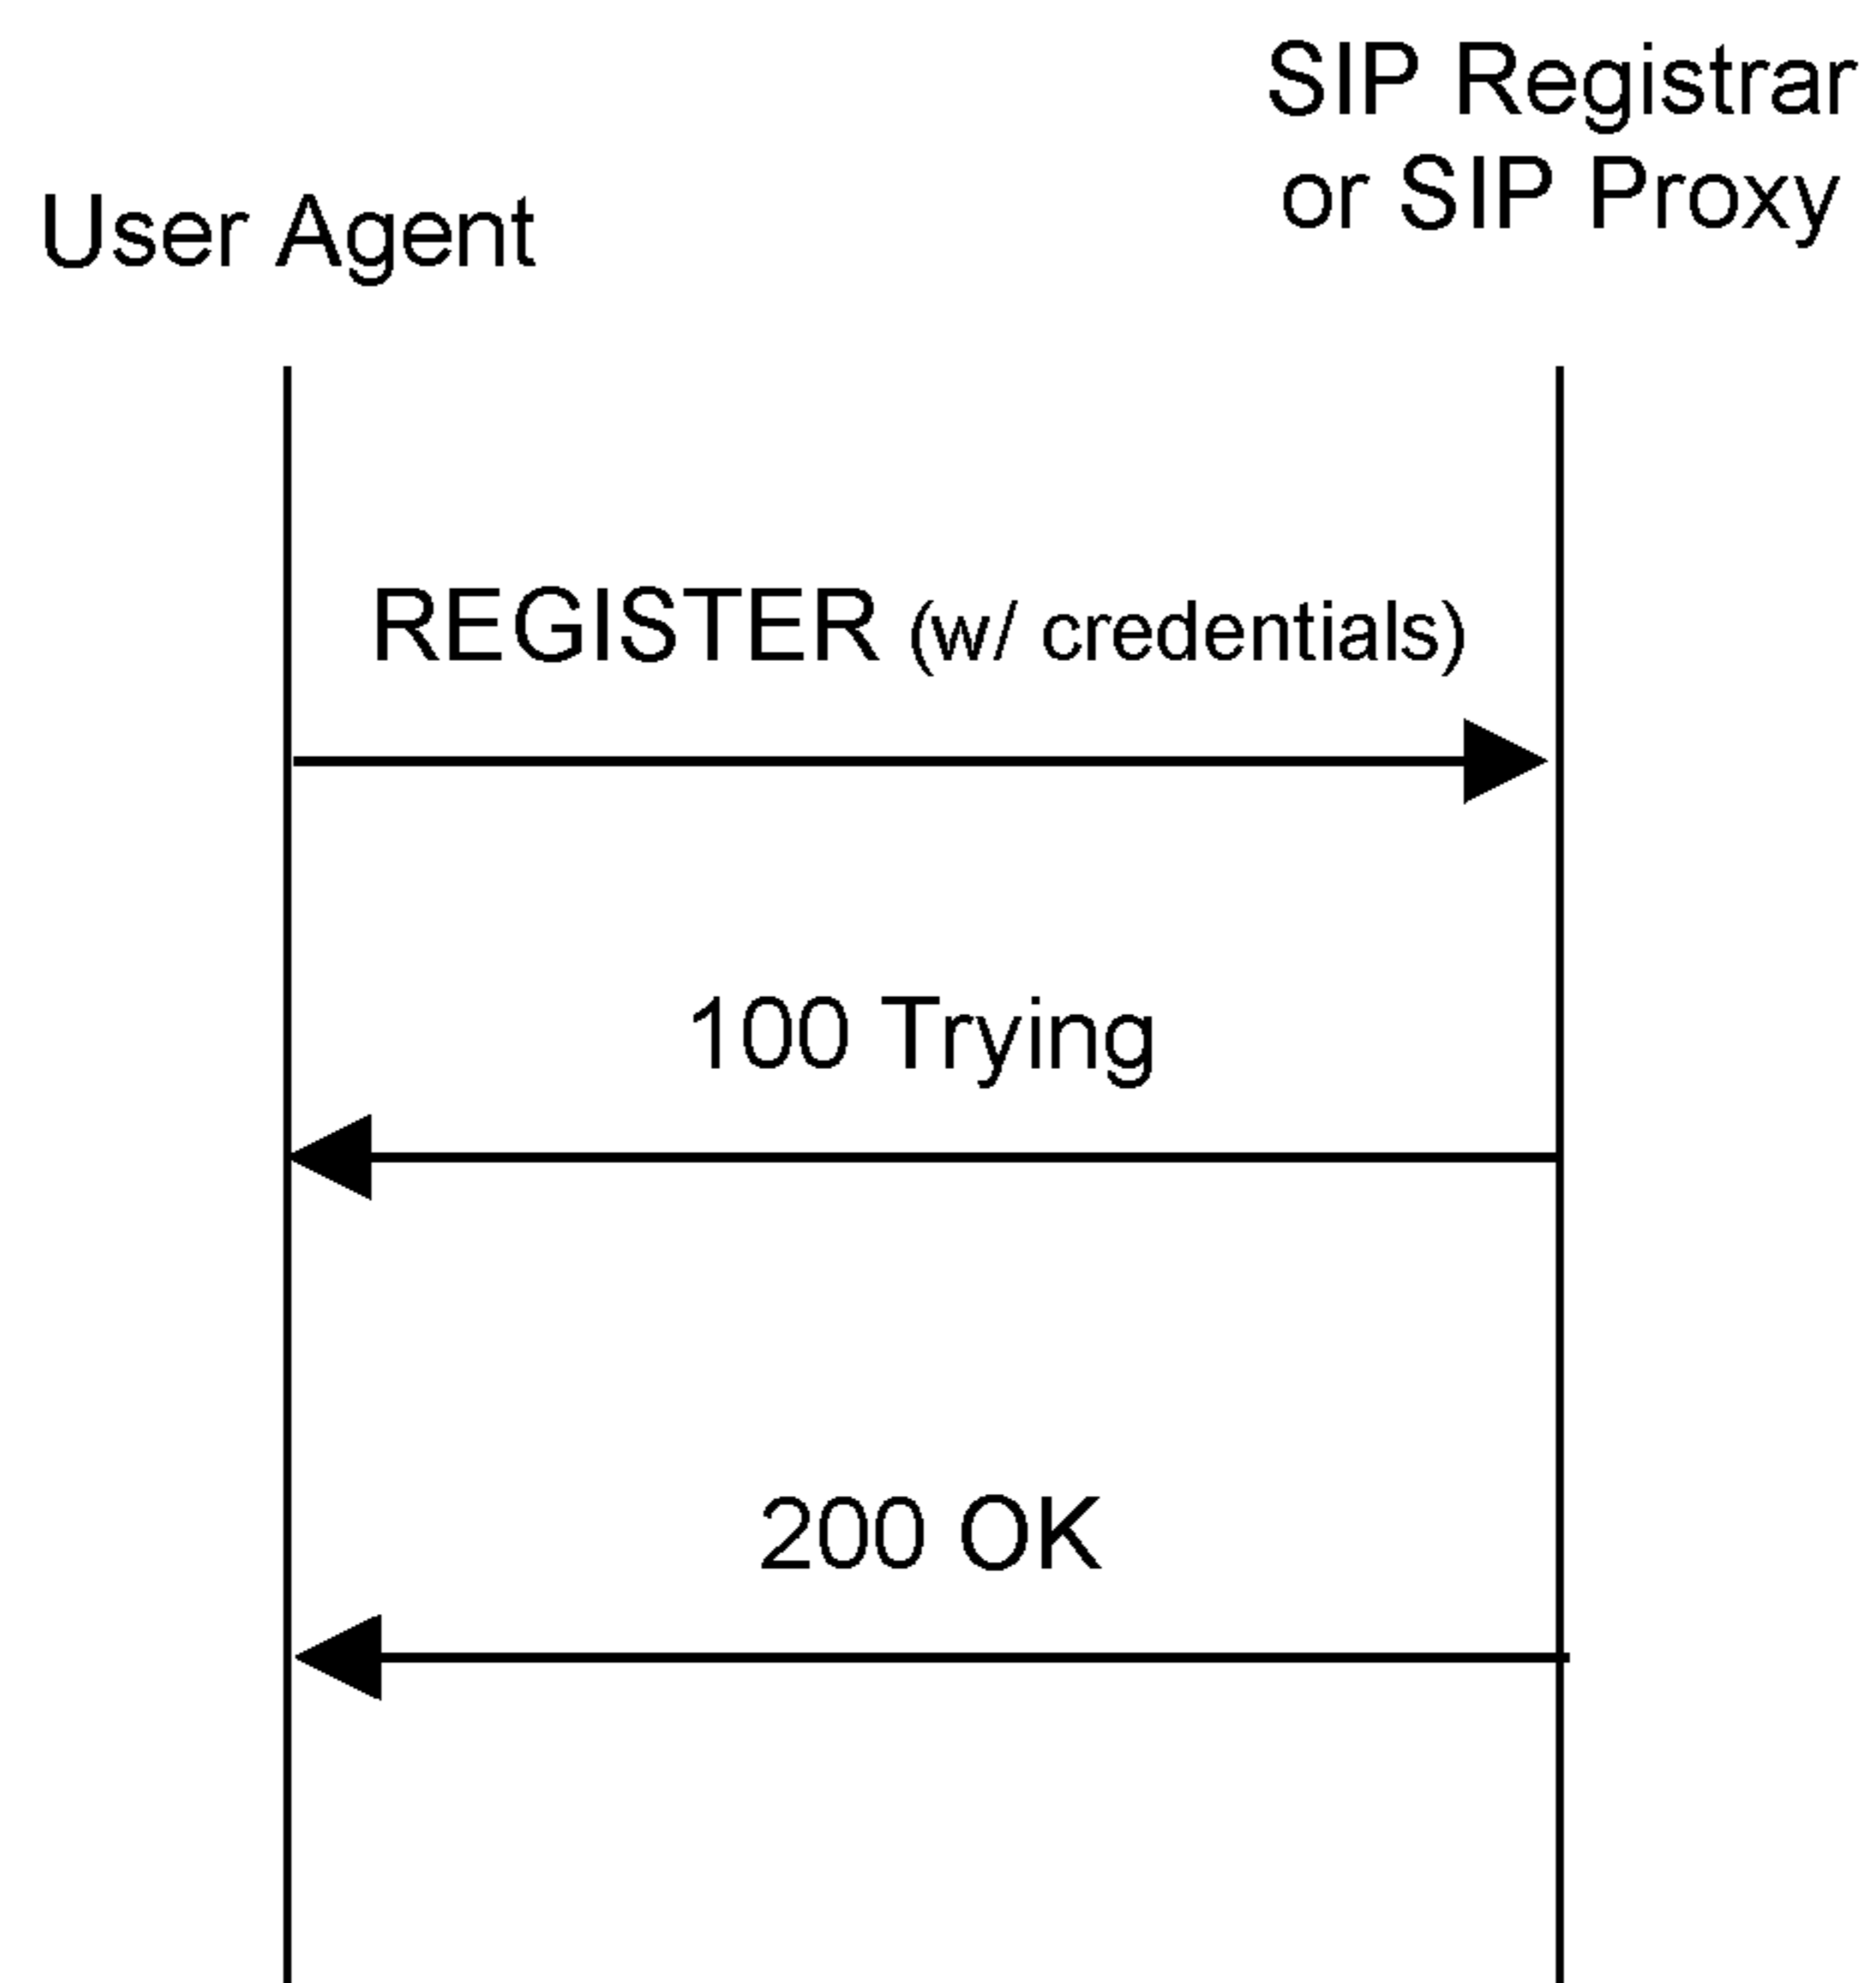 SIP Registrar
or SIP Proxy
User Agent
REGISTER (w/ credentials)
100 Trying
200 OK